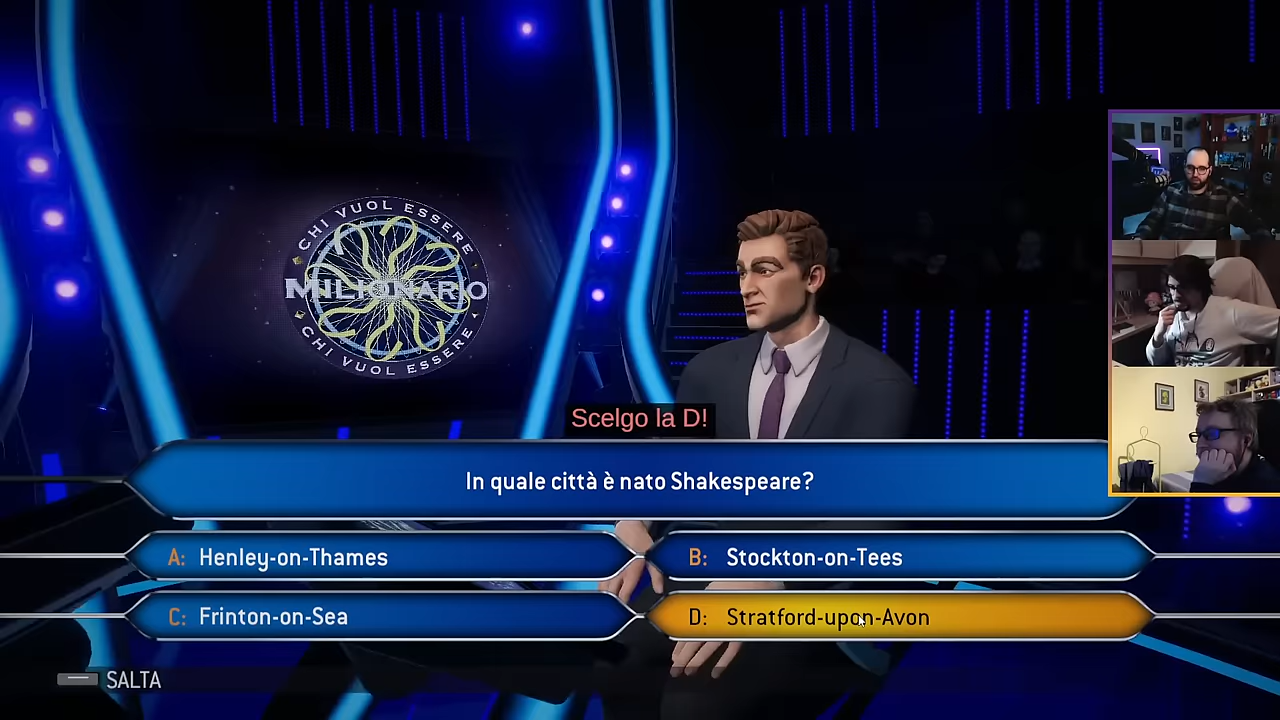 CHI VUOL ESSERE
MILIONARIO
CHI VUOL ESSERE
Scelgo la D!
In quale città è nato Shakespeare?
A: Henley-on-Thames
B: Stockton-on-Tees
C: Frinton-on-Sea
D: Stratford-upon-Avon
SALTA